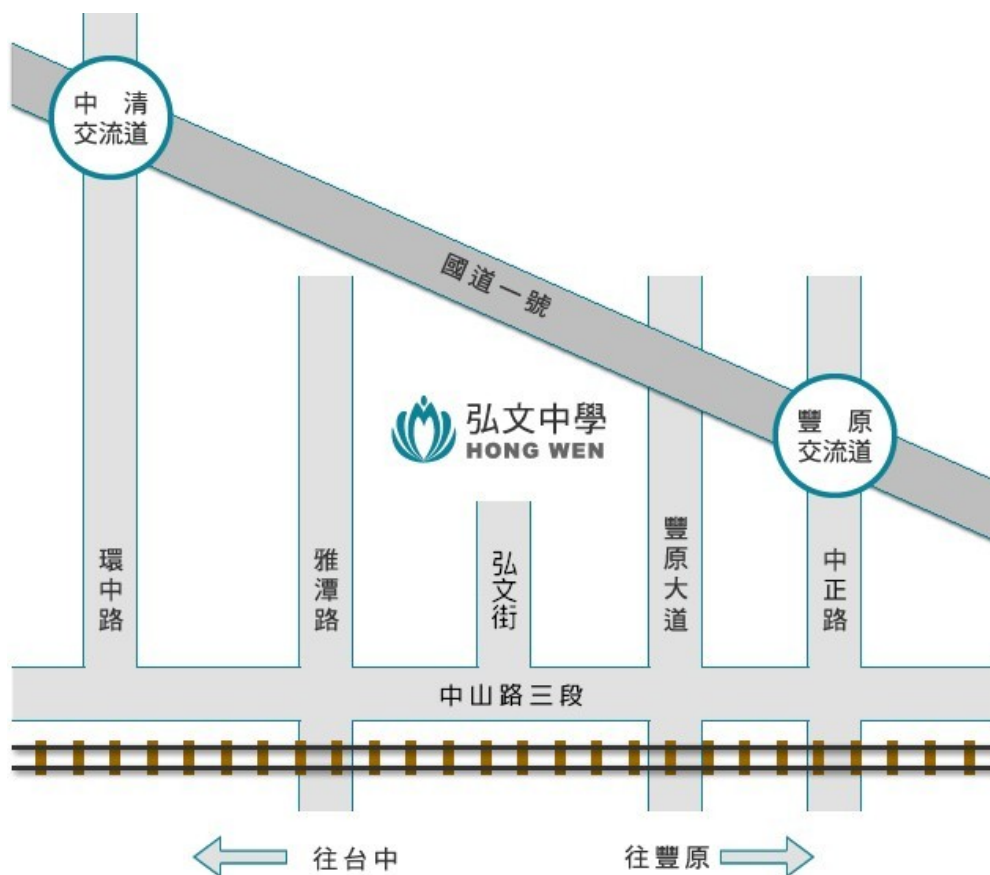 中清
交流道
國道一號
弘文中學
HONG WEN
豐原
交流道
環中路
雅潭路
弘文街
豐原大道
中正路
中山路三段
往台中
往豐原